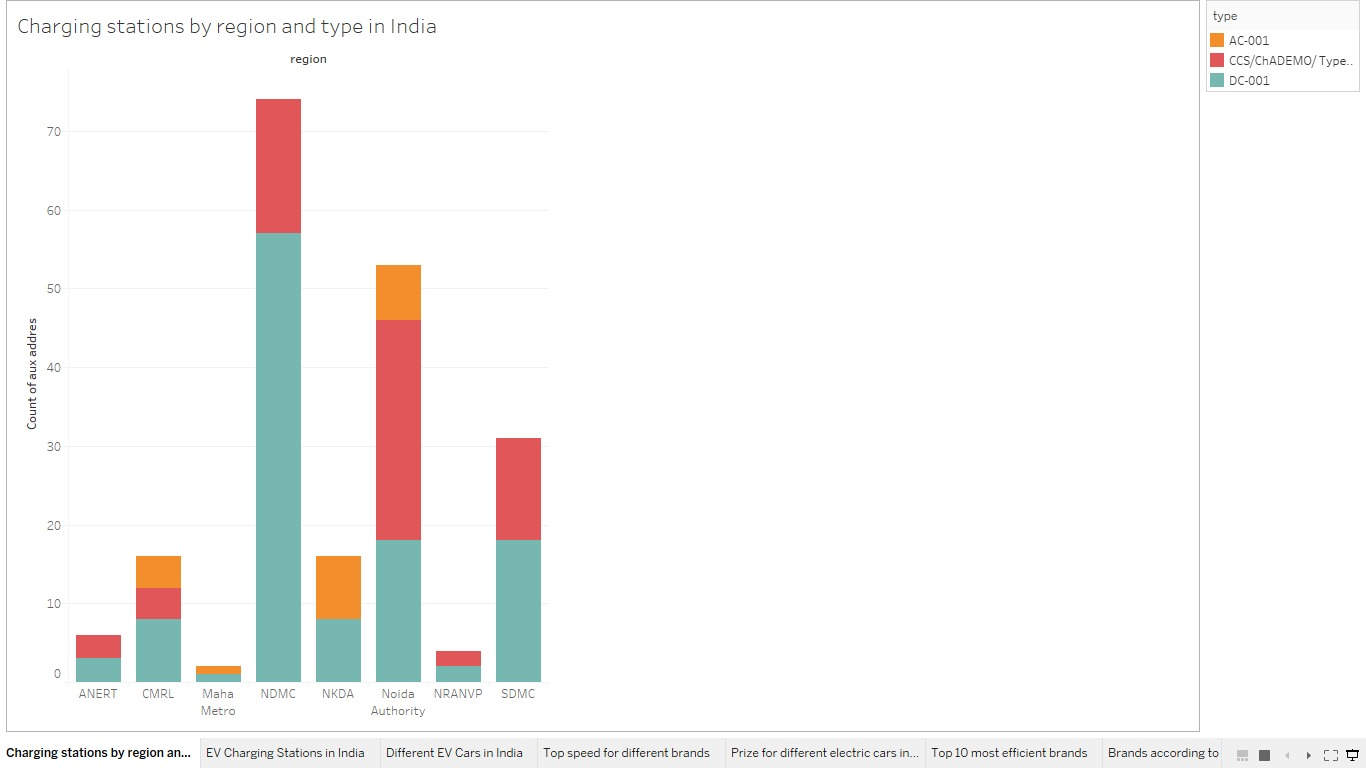 Charging stations by region and type in India
region
type
AC-001
CCS/ChADEMO/ Type..
DC-001
70
60
50
40
30
20
10
0
Count of aux addres
ANERT CMRL Maha Metro NDMC NKDA Noida Authority NRANVP SDMC
Charging stations by region an... EV Charging Stations in India Different EV Cars in India Top speed for different brands Prize for different electric cars in... Top 10 most efficient brands Brands according to